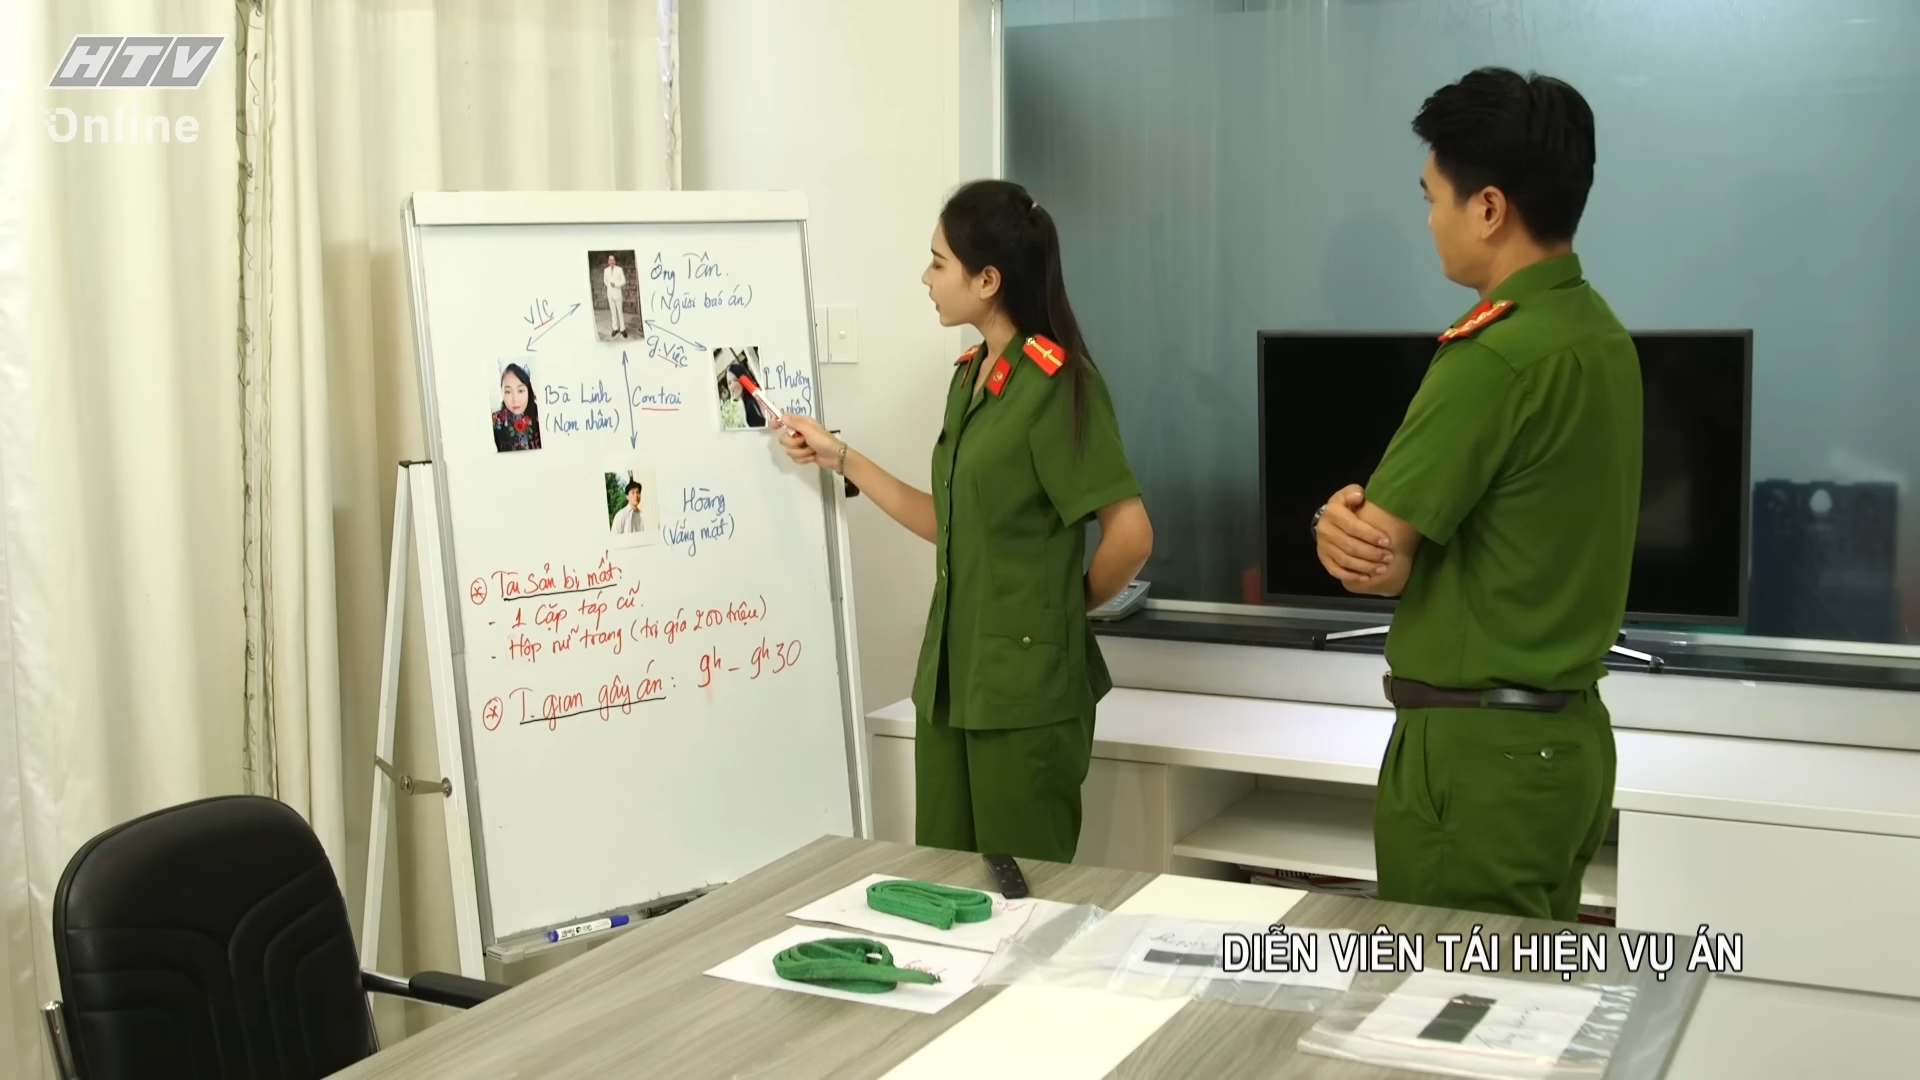 HTV
Online
Ông Tân.
(Người báo án)
V/C
g. việc
Bà Linh
(Nạn nhân)
Con trai
L. Phương
nhân)
Hoàng
(Vắng mặt)
Tài sản bị mất:
- 1 Cặp táp cũ.
- Hộp nữ trang (trị giá 200 triệu)
T. gian gây án: 9h - 9h30
DIỄN VIÊN TÁI HIỆN VỤ ÁN